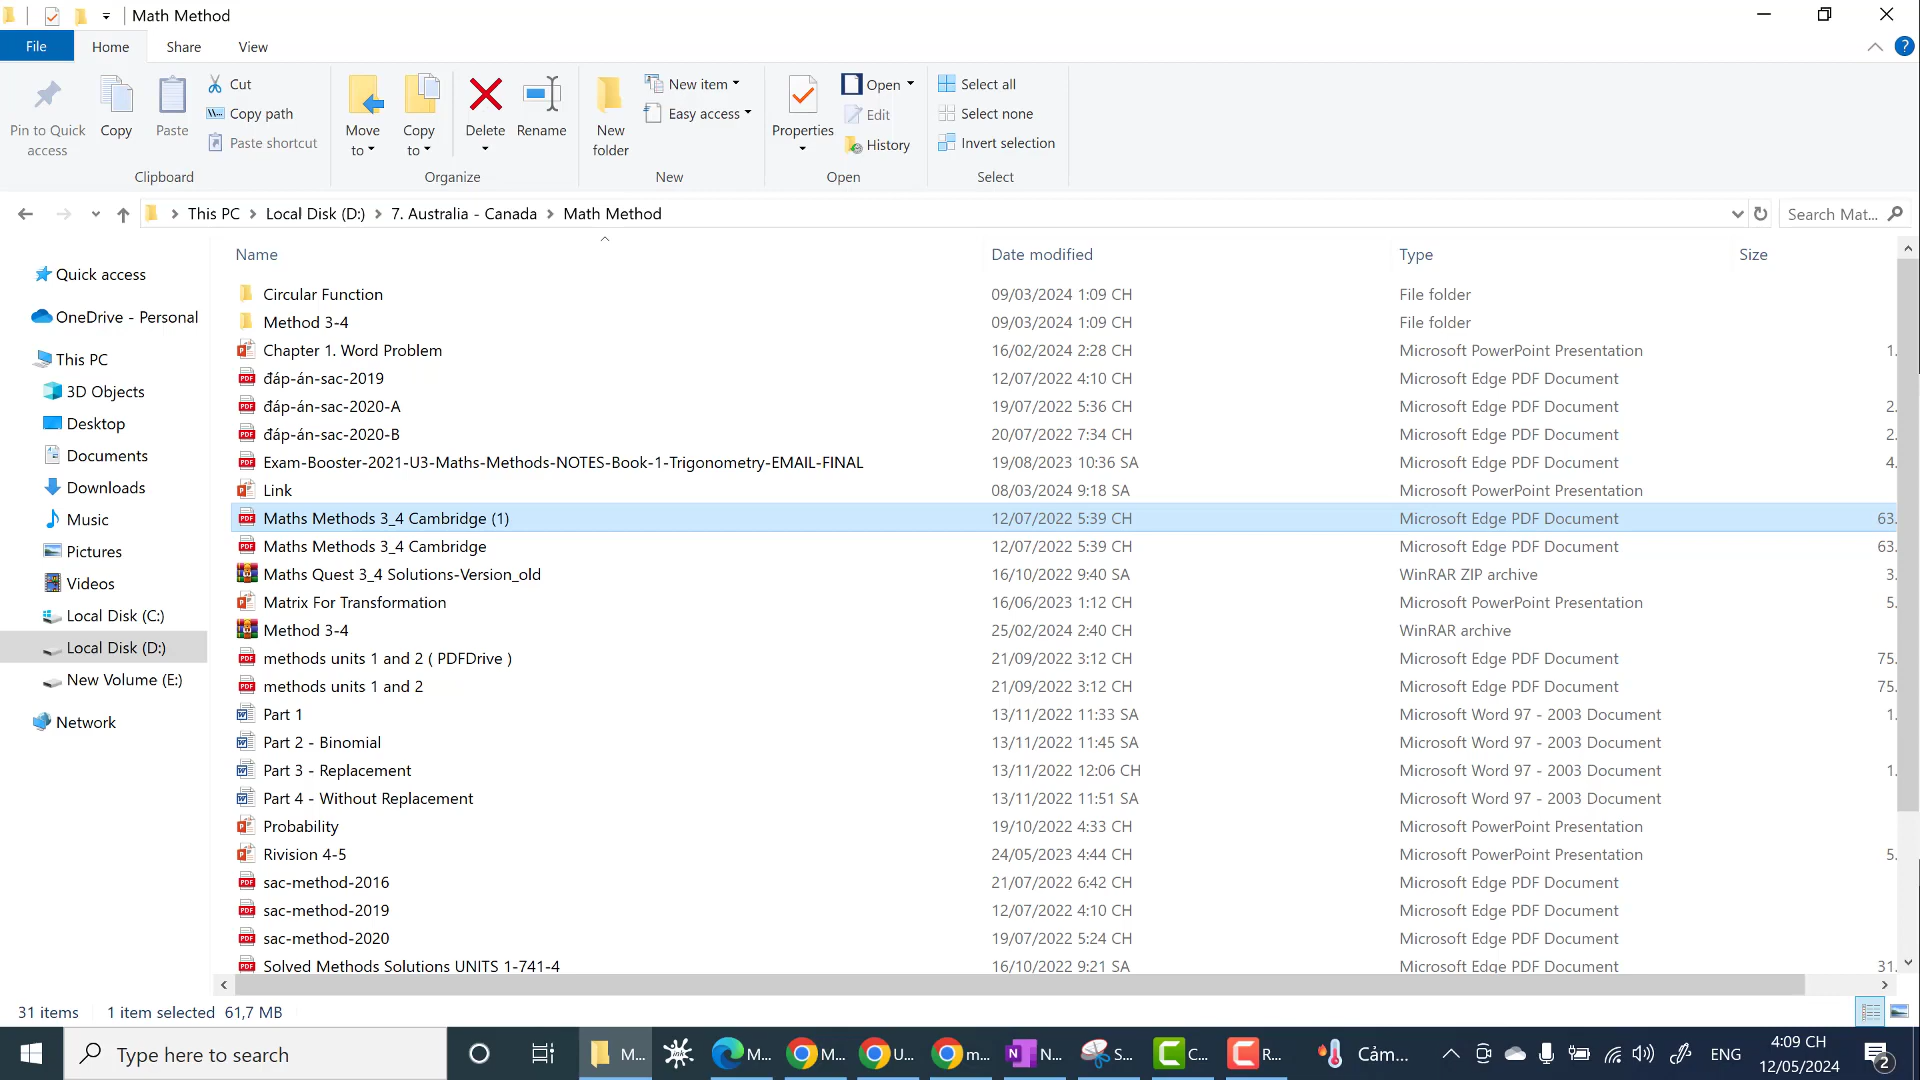 Math Method
File Home Share View
Pin to Quick access
Copy
Paste
Cut
Copy path
Paste shortcut
Move to
Copy to
Delete
Rename
New folder
New item
Easy access
Properties
Open
Edit
History
Select all
Select none
Invert selection
Clipboard Organize New Open Select
This PC Local Disk (D:) 7. Australia - Canada Math Method Search Mat...
Name Date modified Type Size
Quick access
OneDrive - Personal
This PC
3D Objects
Desktop
Documents
Downloads
Music
Pictures
Videos
Local Disk (C:)
Local Disk (D:)
New Volume (E:)
Network
Circular Function 09/03/2024 1:09 CH File folder
Method 3-4 09/03/2024 1:09 CH File folder
Chapter 1. Word Problem 16/02/2024 2:28 CH Microsoft PowerPoint Presentation 1.
đáp-án-sac-2019 12/07/2022 4:10 CH Microsoft Edge PDF Document
đáp-án-sac-2020-A 19/07/2022 5:36 CH Microsoft Edge PDF Document 2.
đáp-án-sac-2020-B 20/07/2022 7:34 CH Microsoft Edge PDF Document 2.
Exam-Booster-2021-U3-Maths-Methods-NOTES-Book-1-Trigonometry-EMAIL-FINAL 19/08/2023 10:36 SA Microsoft Edge PDF Document 4.
Link 08/03/2024 9:18 SA Microsoft PowerPoint Presentation
Maths Methods 3_4 Cambridge (1) 12/07/2022 5:39 CH Microsoft Edge PDF Document 63.
Maths Methods 3_4 Cambridge 12/07/2022 5:39 CH Microsoft Edge PDF Document 63.
Maths Quest 3_4 Solutions-Version_old 16/10/2022 9:40 SA WinRAR ZIP archive 3.
Matrix For Transformation 16/06/2023 1:12 CH Microsoft PowerPoint Presentation 5.
Method 3-4 25/02/2024 2:40 CH WinRAR archive
methods units 1 and 2 ( PDFDrive ) 21/09/2022 3:12 CH Microsoft Edge PDF Document 75.
methods units 1 and 2 21/09/2022 3:12 CH Microsoft Edge PDF Document 75.
Part 1 13/11/2022 11:33 SA Microsoft Word 97 - 2003 Document 1.
Part 2 - Binomial 13/11/2022 11:45 SA Microsoft Word 97 - 2003 Document
Part 3 - Replacement 13/11/2022 12:06 CH Microsoft Word 97 - 2003 Document 1.
Part 4 - Without Replacement 13/11/2022 11:51 SA Microsoft Word 97 - 2003 Document
Probability 19/10/2022 4:33 CH Microsoft PowerPoint Presentation
Rivision 4-5 24/05/2023 4:44 CH Microsoft PowerPoint Presentation 5.
sac-method-2016 21/07/2022 6:42 CH Microsoft Edge PDF Document
sac-method-2019 12/07/2022 4:10 CH Microsoft Edge PDF Document
sac-method-2020 19/07/2022 5:24 CH Microsoft Edge PDF Document
Solved Methods Solutions UNITS 1-741-4 16/10/2022 9:21 SA Microsoft Edge PDF Document 31.
31 items 1 item selected 61,7 MB
Type here to search M... M... M... U... m... N... S... C... R... Cảm... ENG 4:09 CH
12/05/2024 2